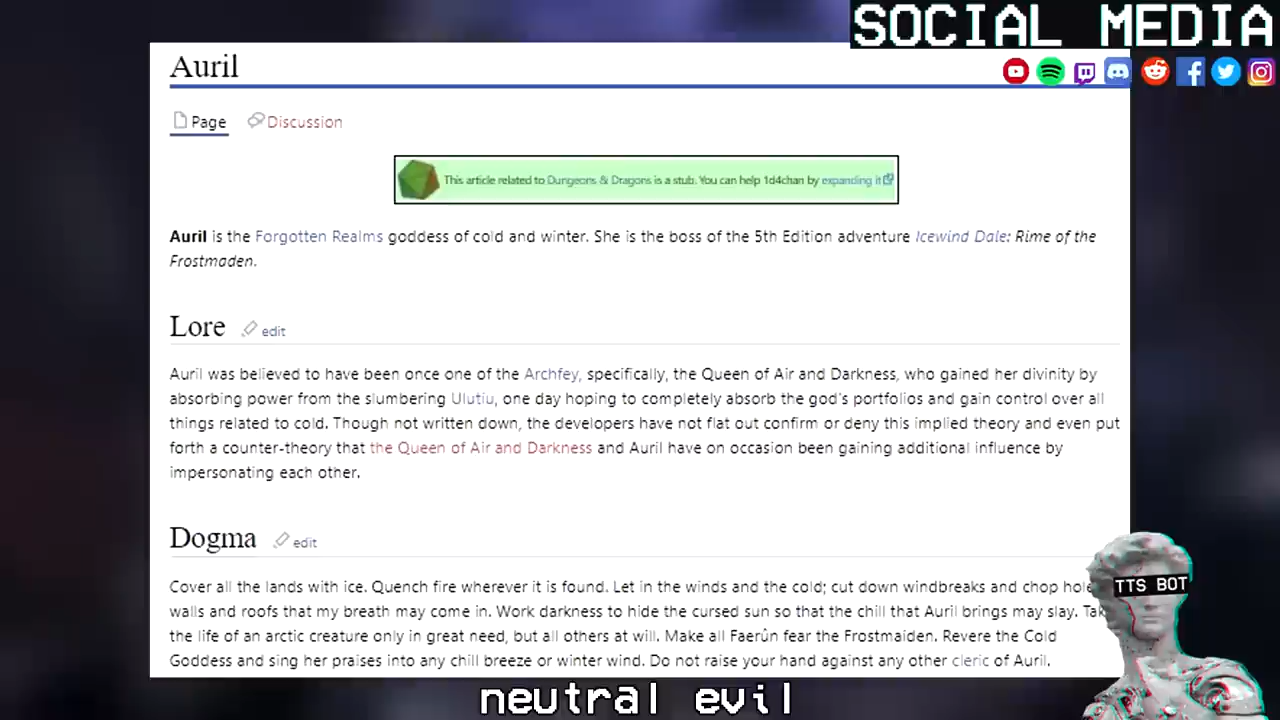 SOCIAL MEDIA
Auril
Page Discussion
This article related to Dungeons & Dragons is a stub. You can help 1d4chan by expanding it
Auril is the Forgotten Realms goddess of cold and winter. She is the boss of the 5th Edition adventure Icewind Dale: Rime of the
Frostmaden.
Lore edit
Auril was believed to have been once one of the Archfey, specifically, the Queen of Air and Darkness, who gained her divinity by
absorbing power from the slumbering Ulutiu, one day hoping to completely absorb the god's portfolios and gain control over all
things related to cold. Though not written down, the developers have not flat out confirm or deny this implied theory and even put
forth a counter-theory that the Queen of Air and Darkness and Auril have on occasion been gaining additional influence by
impersonating each other.
Dogma edit
Cover all the lands with ice. Quench fire wherever it is found. Let in the winds and the cold; cut down windbreaks and chop hole
walls and roofs that my breath may come in. Work darkness to hide the cursed sun so that the chill that Auril brings may slay. Tak
the life of an arctic creature only in great need, but all others at will. Make all Faerûn fear the Frostmaiden. Revere the Cold
Goddess and sing her praises into any chill breeze or winter wind. Do not raise your hand against any other cleric of Auril.
TTS BOT
neutral evil